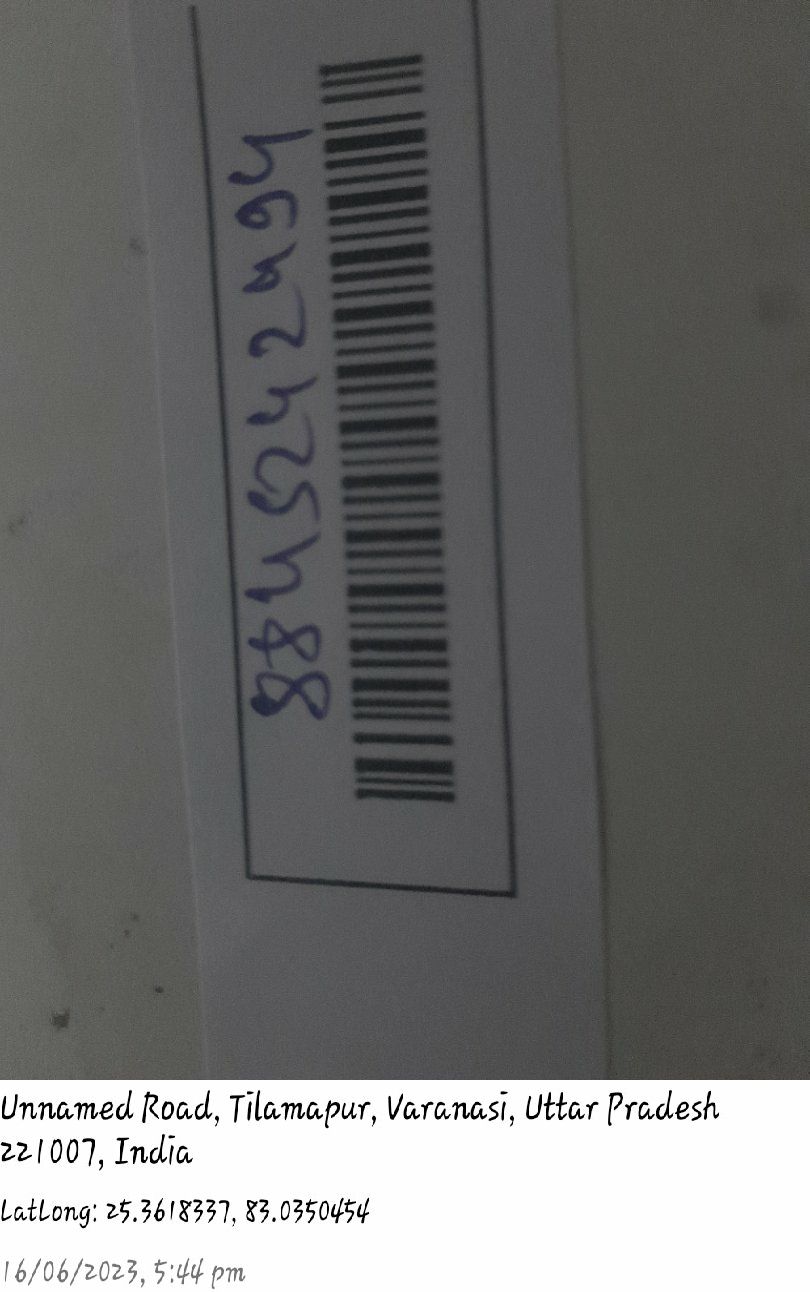 8845242494
Unnamed Road, Tilamapur, Varanasi, Uttar Pradesh
221007, India
LatLong: 25.3618337, 83.0350454
16/06/2023, 5:44 pm